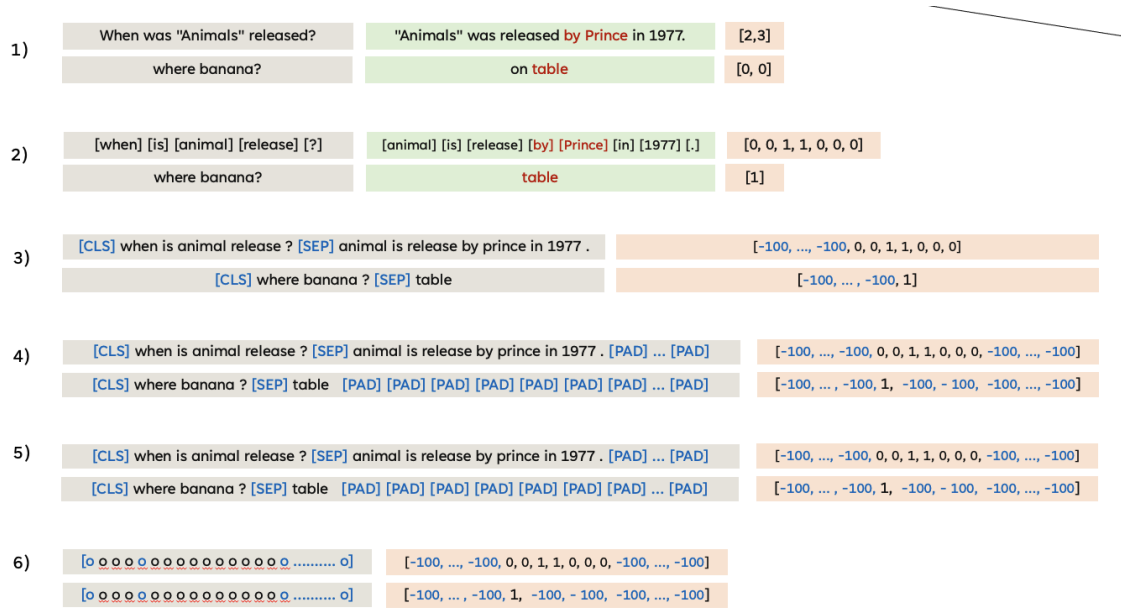 1) When was "Animals" released? "Animals" was released by Prince in 1977. [2,3]
where banana? on table [0, 0]
2) [when] [is] [animal] [release] [?] [animal] [is] [release] [by] [Prince] [in] [1977] [.] [0, 0, 1, 1, 0, 0, 0]
where banana? table [1]
3) [CLS] when is animal release ? [SEP] animal is release by prince in 1977 . [-100, ..., -100, 0, 0, 1, 1, 0, 0, 0]
[CLS] where banana ? [SEP] table [-100, ... , -100, 1]
4) [CLS] when is animal release ? [SEP] animal is release by prince in 1977 . [PAD] ... [PAD] [-100, ..., -100, 0, 0, 1, 1, 0, 0, 0, -100, ..., -100]
[CLS] where banana ? [SEP] table [PAD] [PAD] [PAD] [PAD] [PAD] [PAD] [PAD] ... [PAD] [-100, ... , -100, 1, -100, - 100, -100, ..., -100]
5) [CLS] when is animal release ? [SEP] animal is release by prince in 1977 . [PAD] ... [PAD] [-100, ..., -100, 0, 0, 1, 1, 0, 0, 0, -100, ..., -100]
[CLS] where banana ? [SEP] table [PAD] [PAD] [PAD] [PAD] [PAD] [PAD] [PAD] ... [PAD] [-100, ... , -100, 1, -100, - 100, -100, ..., -100]
6) [o o o o o o o o o o o o o o o o .......... o] [-100, ..., -100, 0, 0, 1, 1, 0, 0, 0, -100, ..., -100]
[o o o o o o o o o o o o o o o o .......... o] [-100, ... , -100, 1, -100, - 100, -100, ..., -100]